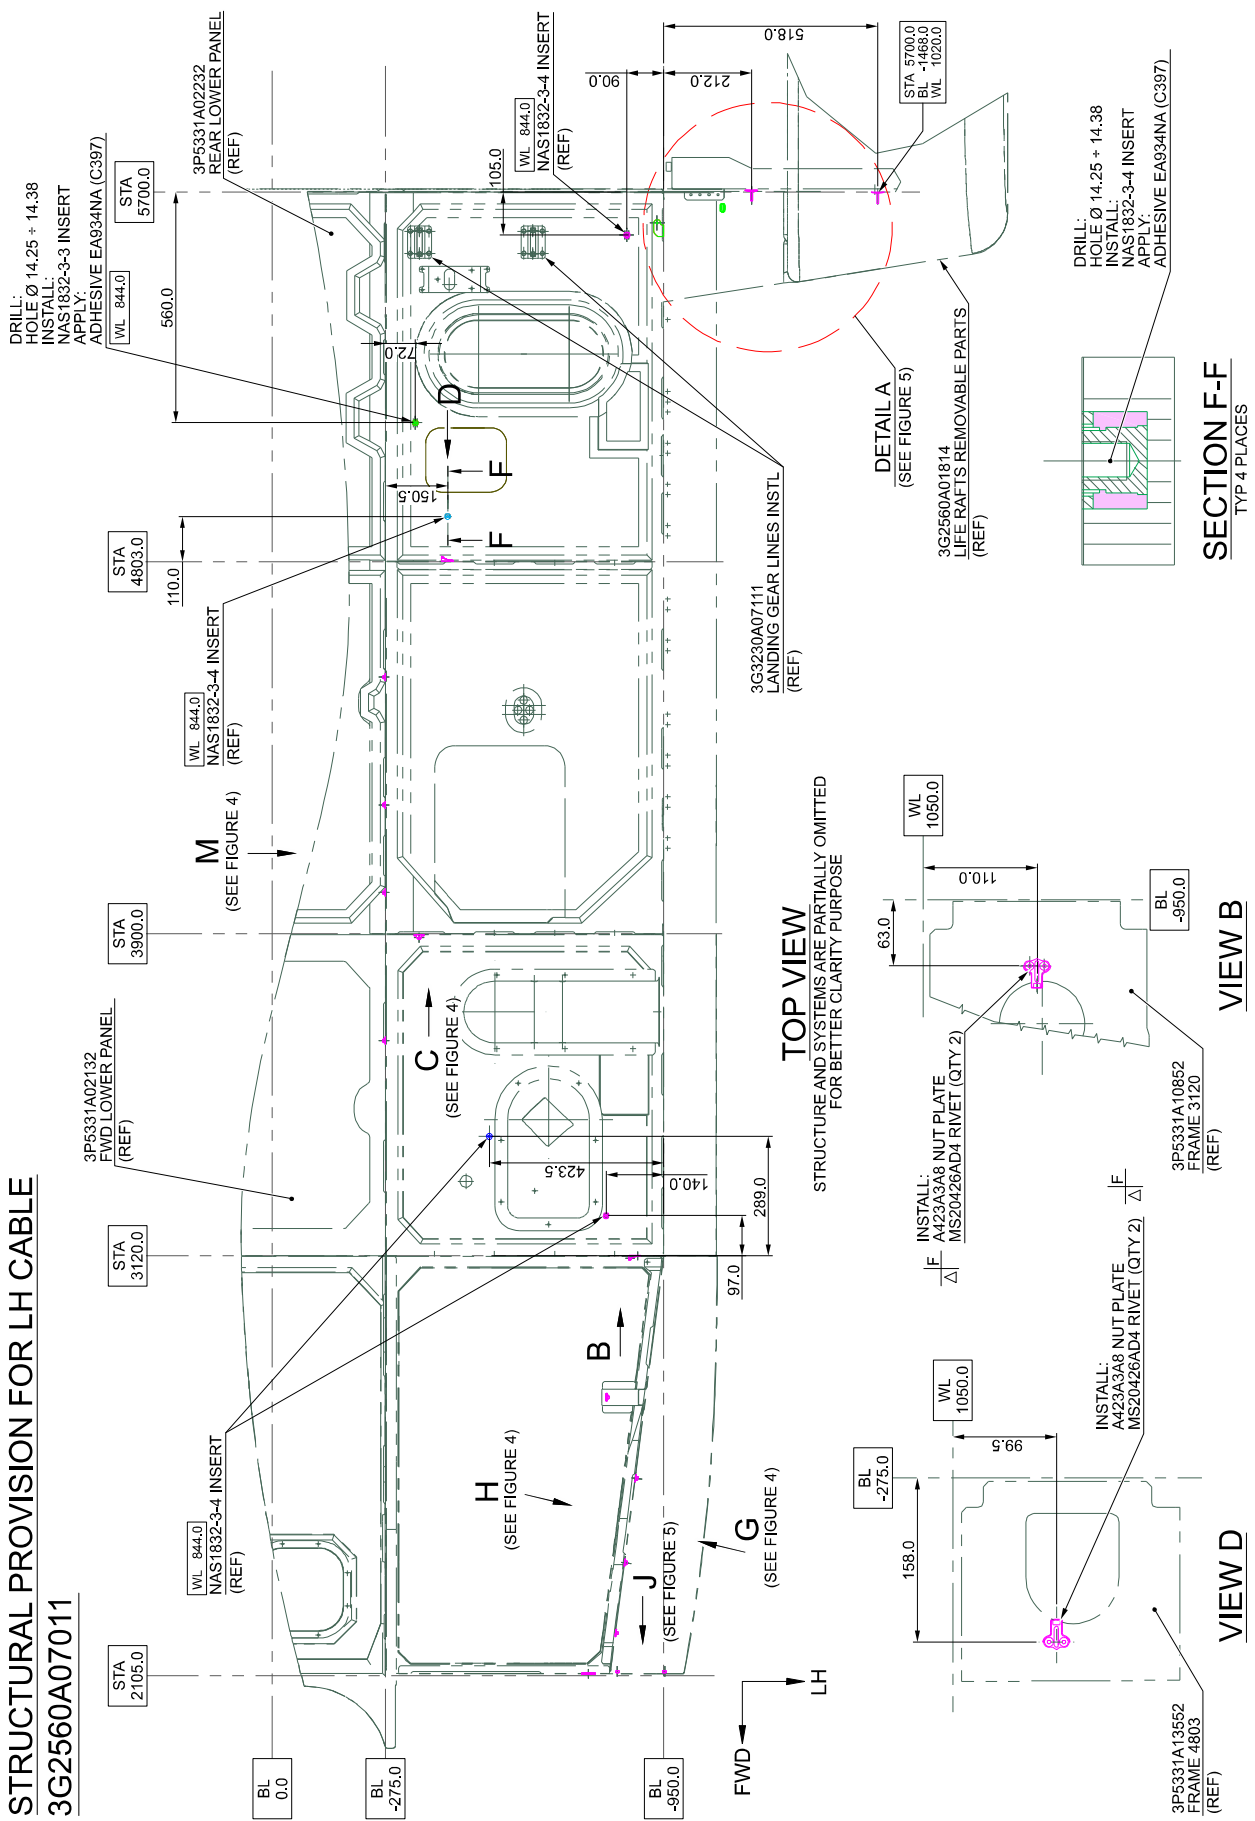 STRUCTURAL PROVISION FOR LH CABLE
3G2560A07011
DRILL:
HOLE Ø 14.25 ÷ 14.38
INSTALL:
NAS1832-3-3 INSERT
APPLY:
ADHESIVE EA934NA (C397)
WL 844.0
3P5331A02232
REAR LOWER PANEL
(REF)
STA
5700.0
560.0
72.0
105.0
WL 844.0
NAS1832-3-4 INSERT
(REF)
90.0
212.0
518.0
STA 5700.0
BL -1468.0
WL 1020.0
STA
4803.0
110.0
150.5
D
F
F
WL 844.0
NAS1832-3-4 INSERT
(REF)
3G3230A07111
LANDING GEAR LINES INSTL
(REF)
DETAIL A
(SEE FIGURE 5)
3G2560A01814
LIFE RAFTS REMOVABLE PARTS
(REF)
DRILL:
HOLE Ø 14.25 ÷ 14.38
INSTALL:
NAS1832-3-4 INSERT
APPLY:
ADHESIVE EA934NA (C397)
SECTION F-F
TYP 4 PLACES
M
(SEE FIGURE 4)
STA
3900.0
3P5331A02132
FWD LOWER PANEL
(REF)
C
(SEE FIGURE 4)
STA
3120.0
423.5
140.0
289.0
97.0
WL 844.0
NAS1832-3-4 INSERT
(REF)
B
H
(SEE FIGURE 4)
G
(SEE FIGURE 4)
J
(SEE FIGURE 5)
STA
2105.0
BL
0.0
BL
-275.0
BL
-950.0
FWD
LH
TOP VIEW
STRUCTURE AND SYSTEMS ARE PARTIALLY OMITTED
FOR BETTER CLARITY PURPOSE
WL
1050.0
110.0
63.0
BL
-950.0
INSTALL:
A423A3A8 NUT PLATE
MS20426AD4 RIVET (QTY 2)
F
3P5331A10852
FRAME 3120
(REF)
VIEW B
WL
1050.0
99.5
BL
-275.0
158.0
INSTALL:
A423A3A8 NUT PLATE
MS20426AD4 RIVET (QTY 2)
F
3P5331A13552
FRAME 4803
(REF)
VIEW D